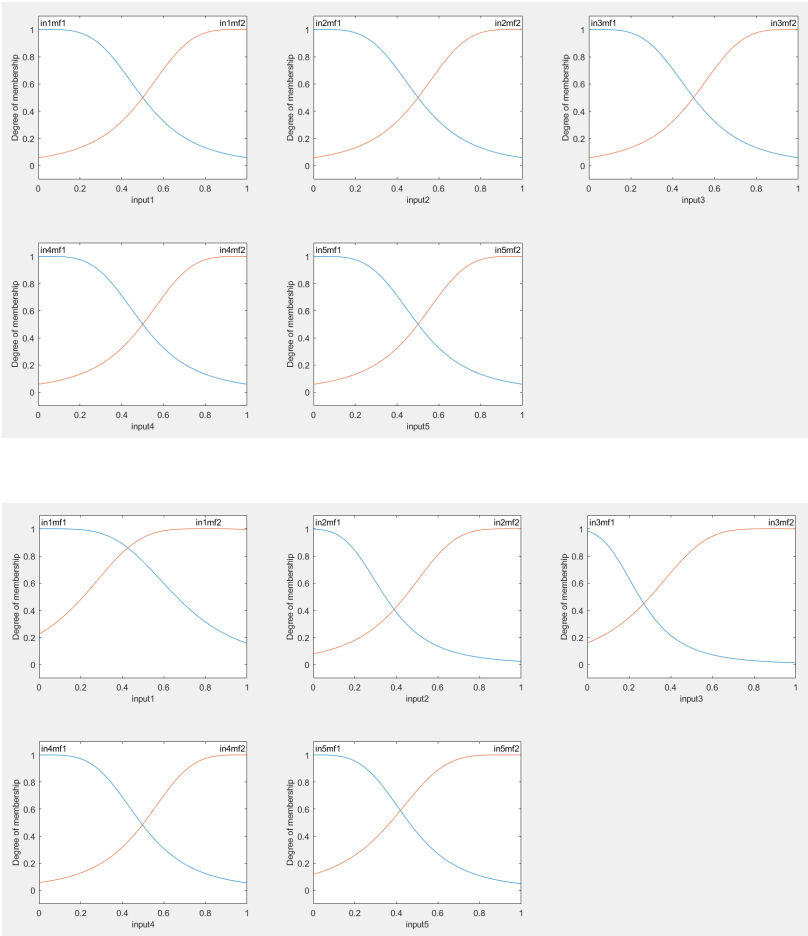 in1mf1 in1mf2
Degree of membership
1
0.8
0.6
0.4
0.2
0
0 0.2 0.4 0.6 0.8 1
input1
in2mf1 in2mf2
Degree of membership
1
0.8
0.6
0.4
0.2
0
0 0.2 0.4 0.6 0.8 1
input2
in3mf1 in3mf2
Degree of membership
1
0.8
0.6
0.4
0.2
0
0 0.2 0.4 0.6 0.8 1
input3
in4mf1 in4mf2
Degree of membership
1
0.8
0.6
0.4
0.2
0
0 0.2 0.4 0.6 0.8 1
input4
in5mf1 in5mf2
Degree of membership
1
0.8
0.6
0.4
0.2
0
0 0.2 0.4 0.6 0.8 1
input5
in1mf1 in1mf2
Degree of membership
1
0.8
0.6
0.4
0.2
0
0 0.2 0.4 0.6 0.8 1
input1
in2mf1 in2mf2
Degree of membership
1
0.8
0.6
0.4
0.2
0
0 0.2 0.4 0.6 0.8 1
input2
in3mf1 in3mf2
Degree of membership
1
0.8
0.6
0.4
0.2
0
0 0.2 0.4 0.6 0.8 1
input3
in4mf1 in4mf2
Degree of membership
1
0.8
0.6
0.4
0.2
0
0 0.2 0.4 0.6 0.8 1
input4
in5mf1 in5mf2
Degree of membership
1
0.8
0.6
0.4
0.2
0
0 0.2 0.4 0.6 0.8 1
input5